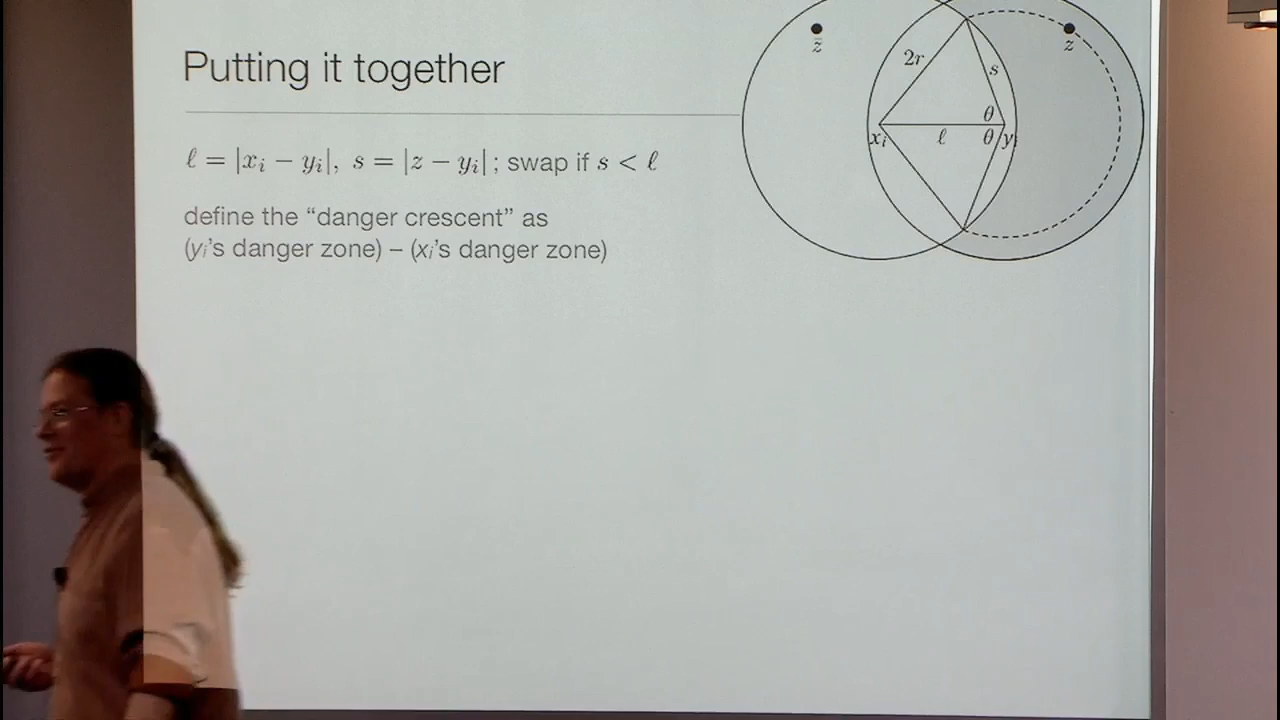 Putting it together
ℓ = |xᵢ − yᵢ|, s = |z − yᵢ| ; swap if s < ℓ
define the “danger crescent” as
(yᵢ’s danger zone) – (xᵢ’s danger zone)
z̄
z
2r
s
θ
xᵢ
ℓ
θ
yᵢ